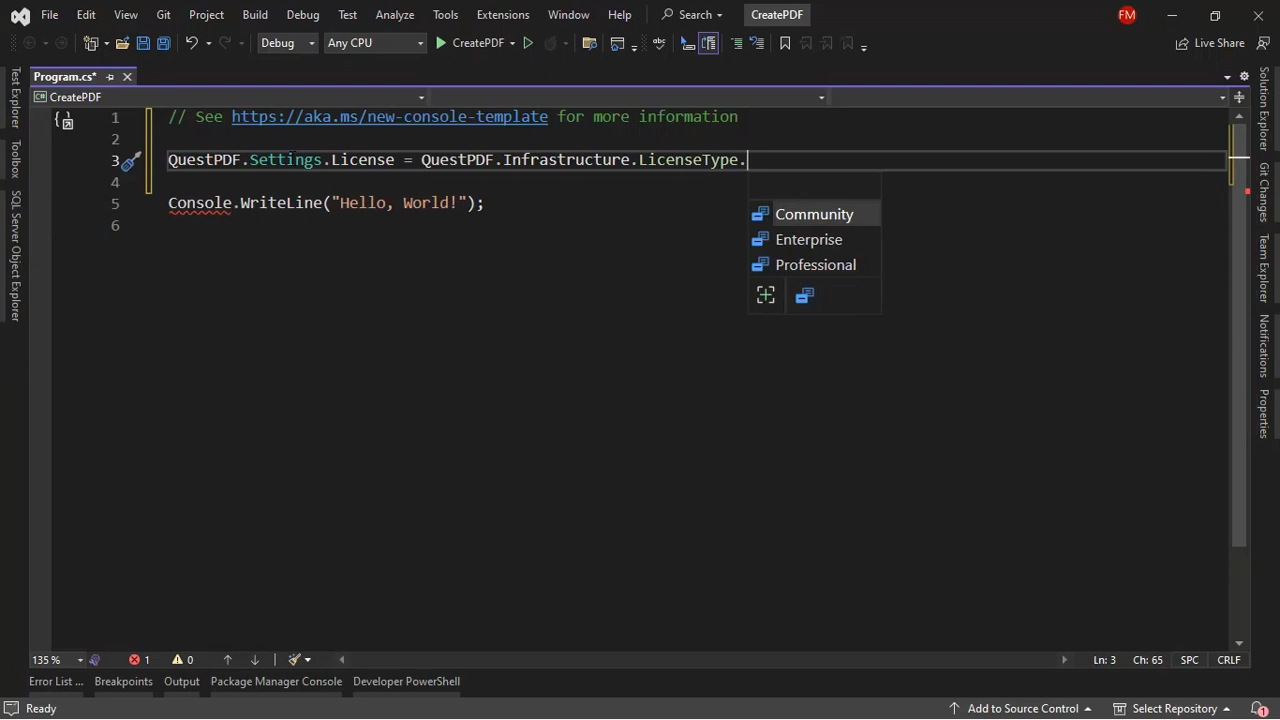 File Edit View Git Project Build Debug Test Analyze Tools Extensions Window Help Search CreatePDF FM
Debug Any CPU CreatePDF Live Share
Program.cs*
CreatePDF
Test Explorer
Toolbox
SQL Server Object Explorer
1 // See https://aka.ms/new-console-template for more information
2
3 QuestPDF.Settings.License = QuestPDF.Infrastructure.LicenseType.
4
5 Console.WriteLine("Hello, World!");
6
Community
Enterprise
Professional
Solution Explorer
Git Changes
Team Explorer
Notifications
Properties
135 % 1 0 Ln: 3 Ch: 65 SPC CRLF
Error List ... Breakpoints Output Package Manager Console Developer PowerShell
Ready Add to Source Control Select Repository 1